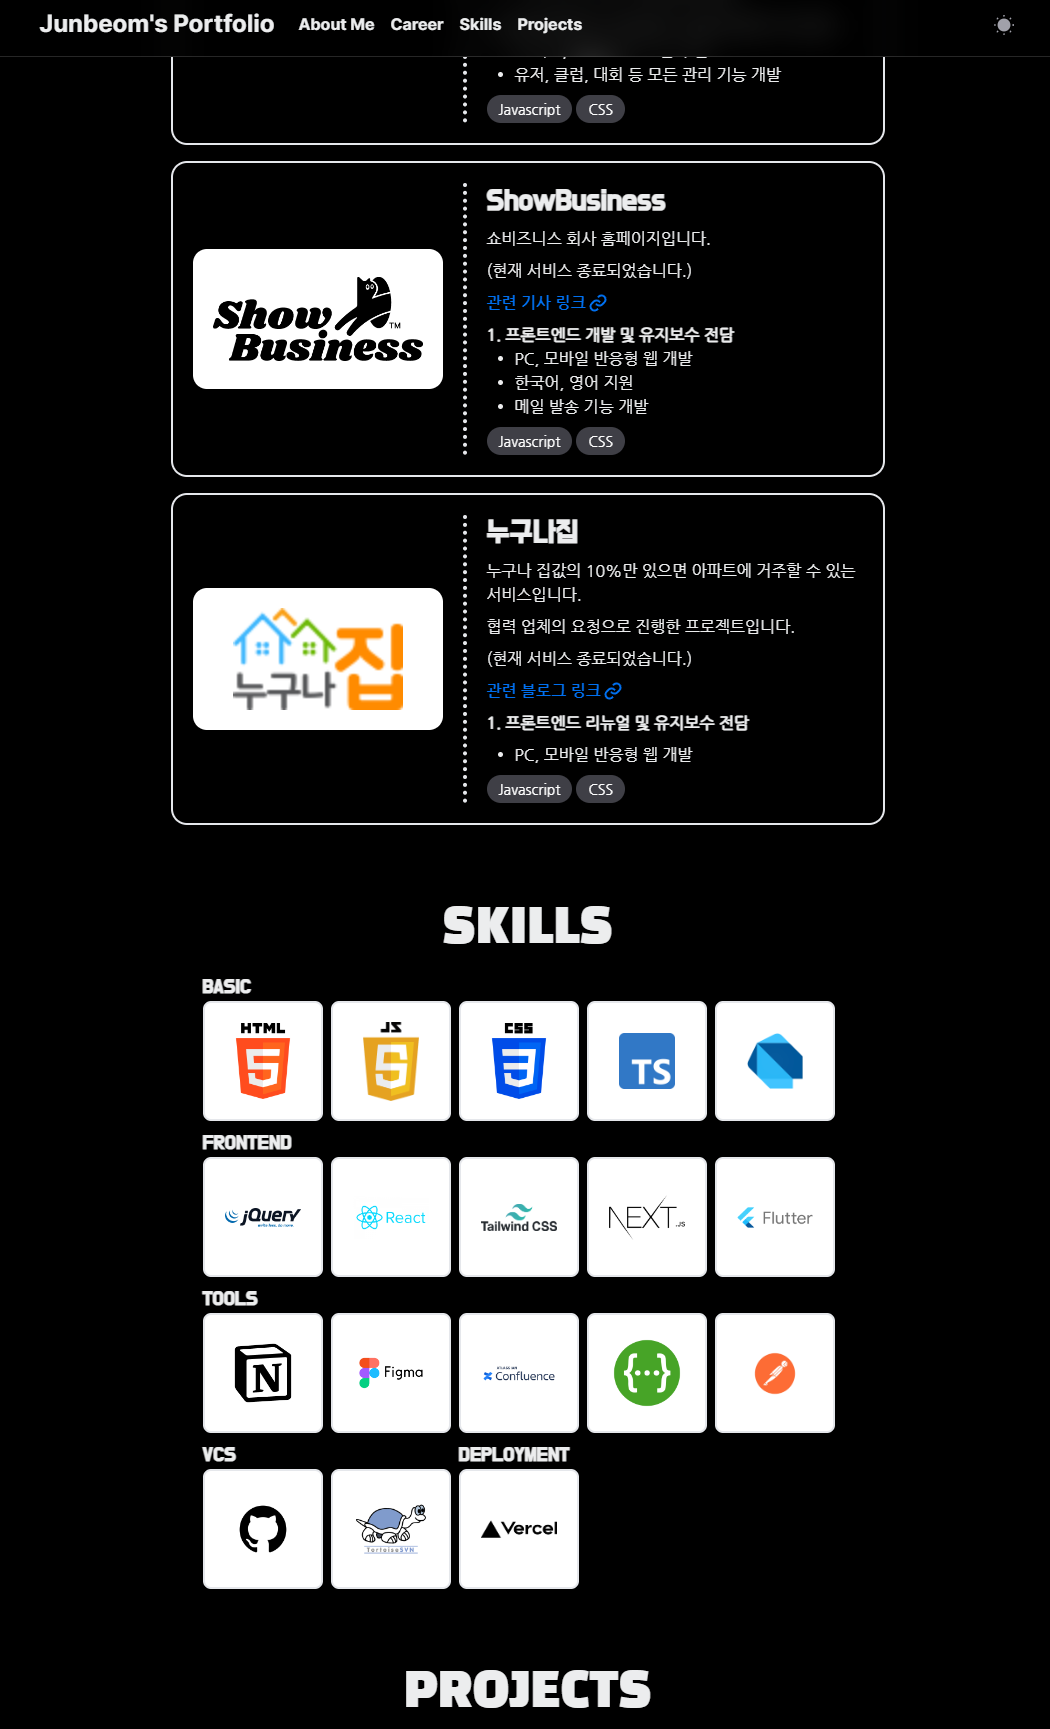 Junbeom's Portfolio
About Me
Career
Skills
Projects
유저, 클럽, 대회 등 모든 관리 기능 개발
Javascript
CSS
Show
Business
TM
ShowBusiness
쇼비즈니스 회사 홈페이지입니다.
(현재 서비스 종료되었습니다.)
관련 기사 링크
1. 프론트엔드 개발 및 유지보수 전담
PC, 모바일 반응형 웹 개발
한국어, 영어 지원
메일 발송 기능 개발
Javascript
CSS
누구나 집
누구나집
누구나 집값의 10%만 있으면 아파트에 거주할 수 있는
서비스입니다.
협력 업체의 요청으로 진행한 프로젝트입니다.
(현재 서비스 종료되었습니다.)
관련 블로그 링크
1. 프론트엔드 리뉴얼 및 유지보수 전담
PC, 모바일 반응형 웹 개발
Javascript
CSS
SKILLS
BASIC
HTML
5
JS
5
CSS
3
TS
FRONTEND
jQuery
write less, do more.
React
Tailwind CSS
NEXT.JS
Flutter
TOOLS
N
Figma
ATLASSIAN
Confluence
{...}
VCS
DEPLOYMENT
TortoiseSVN
Vercel
PROJECTS